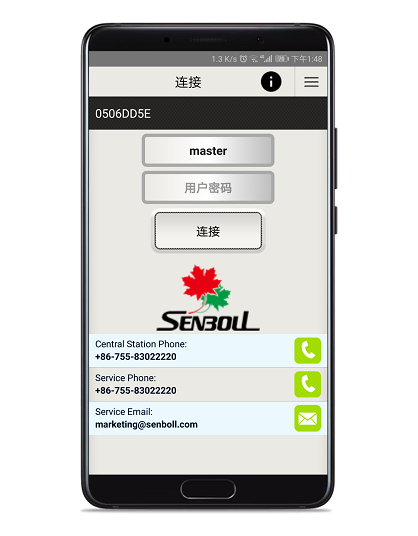 1.3 K/s 下午1:48
连接
0506DD5E
master
用户密码
连接
SENBOLL
Central Station Phone:
+86-755-83022220
Service Phone:
+86-755-83022220
Service Email:
marketing@senboll.com